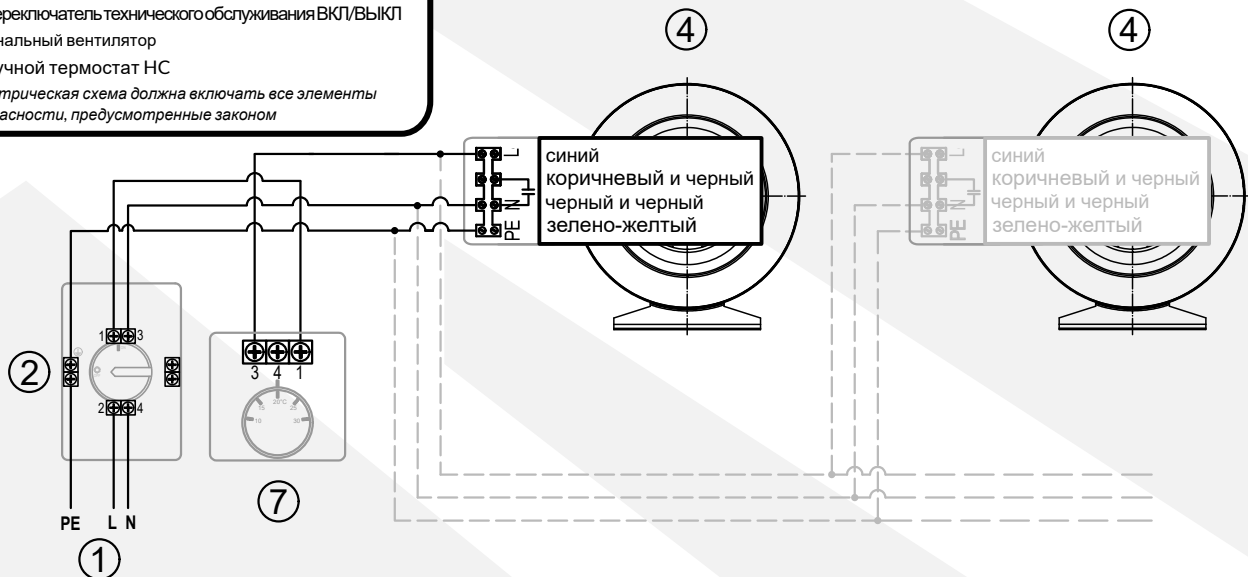 ереключатель технического обслуживания ВКЛ/ВЫКЛ
нальный вентилятор
учной термостат НС
трическая схема должна включать все элементы
асности, предусмотренные законом
4
4
L
N
PE
синий
коричневый и черный
черный и черный
зелено-желтый
L
N
PE
синий
коричневый и черный
черный и черный
зелено-желтый
1 3
2
2 4
3 4 1
10 15 20°C 25 30
7
PE L N
1